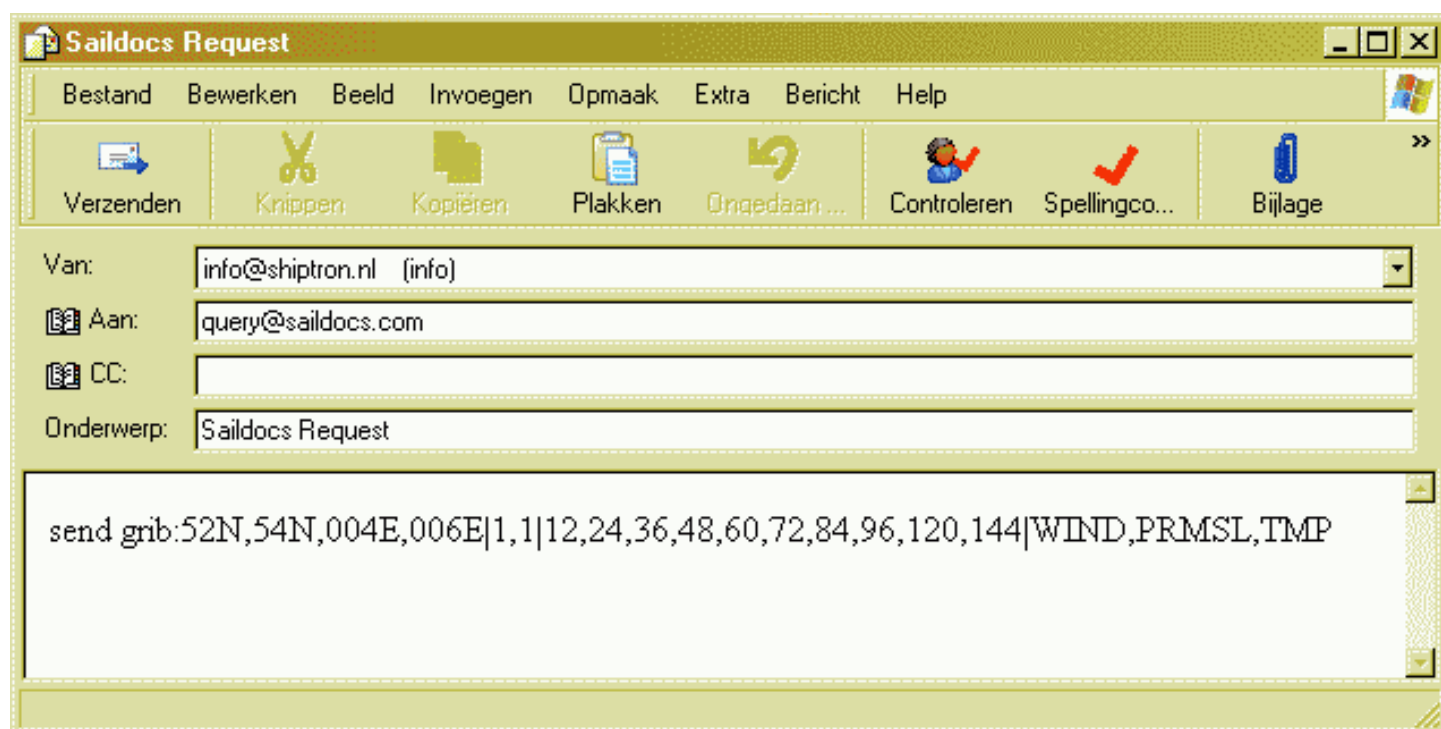 Saildocs Request
Bestand Bewerken Beeld Invoegen Opmaak Extra Bericht Help
Verzenden Knippen Kopiëren Plakken Ongedaan ... Controleren Spellingco... Bijlage »
Van: info@shiptron.nl (info)
Aan: query@saildocs.com
CC:
Onderwerp: Saildocs Request
send grib:52N,54N,004E,006E|1,1|12,24,36,48,60,72,84,96,120,144|WIND,PRMSL,TMP